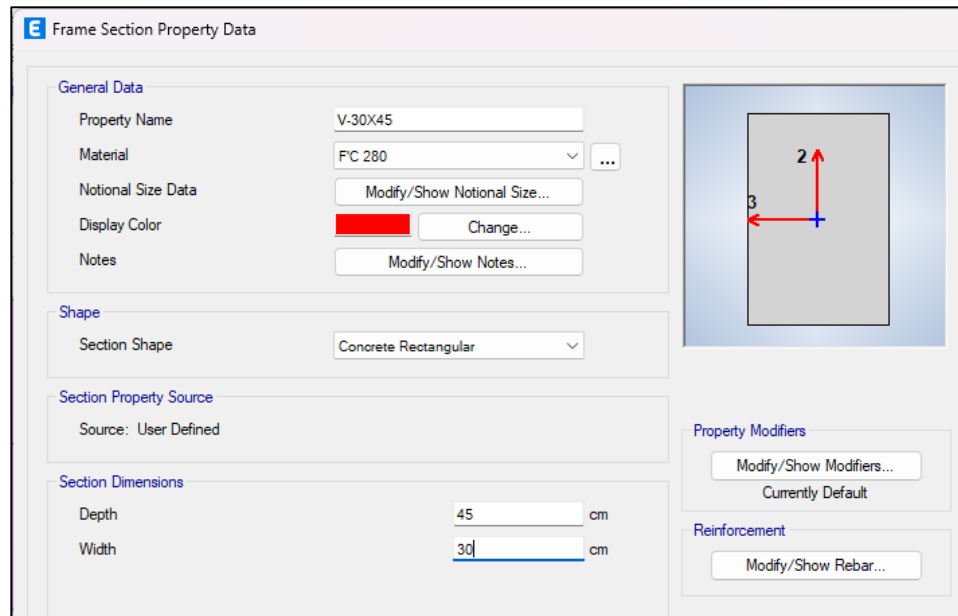 E Frame Section Property Data
General Data
Property Name V-30X45
Material F'C 280 ...
Notional Size Data Modify/Show Notional Size...
Display Color Change...
Notes Modify/Show Notes...
2
3
Shape
Section Shape Concrete Rectangular
Section Property Source
Source: User Defined
Property Modifiers
Modify/Show Modifiers...
Currently Default
Section Dimensions
Depth 45 cm
Width 30 cm
Reinforcement
Modify/Show Rebar...